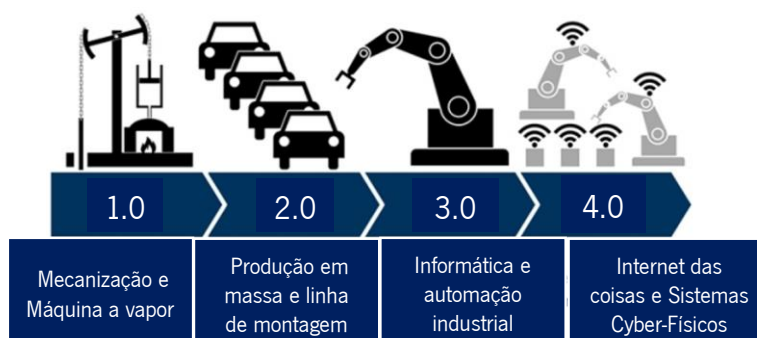 1.0
2.0
3.0
4.0
Mecanização e
Máquina a vapor
Produção em
massa e linha
de montagem
Informática e
automação
industrial
Internet das
coisas e Sistemas
Cyber-Físicos